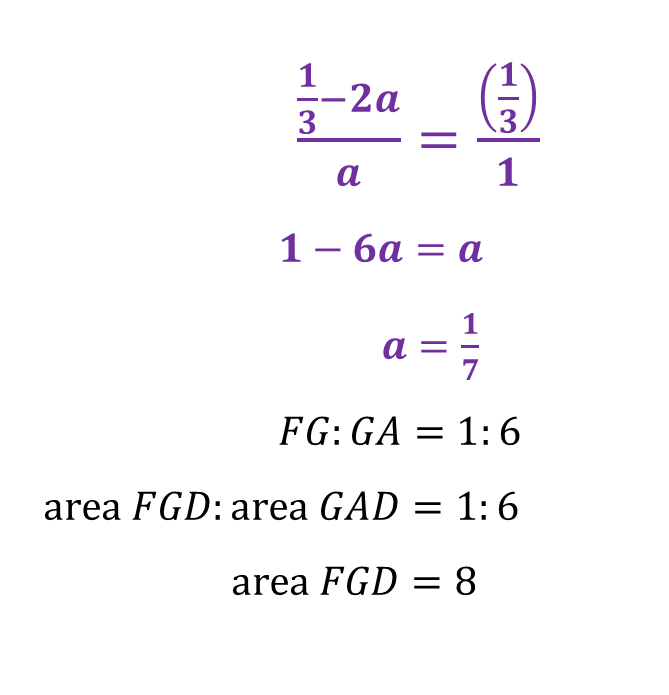 (1/3 − 2a)/a = (1/3)/1
1 − 6a = a
a = 1/7
FG: GA = 1: 6
area FGD: area GAD = 1: 6
area FGD = 8